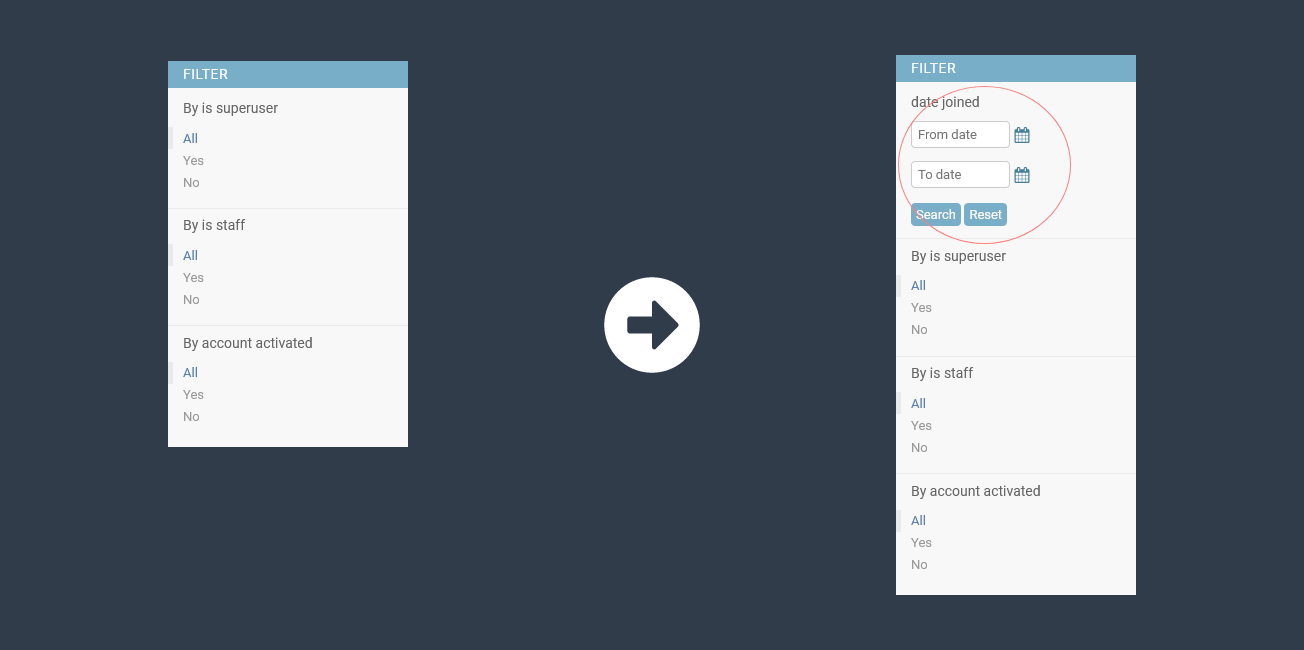 FILTER
By is superuser
All
Yes
No
By is staff
All
Yes
No
By account activated
All
Yes
No
FILTER
date joined
From date
To date
Search Reset
By is superuser
All
Yes
No
By is staff
All
Yes
No
By account activated
All
Yes
No